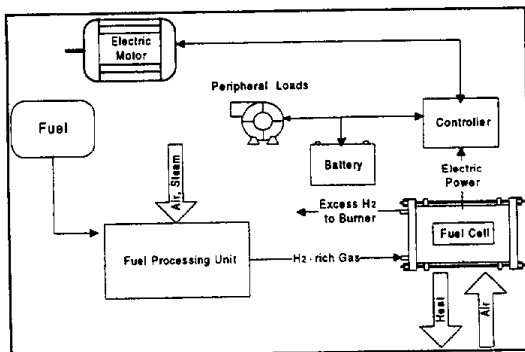 Electric
Motor
Peripheral Loads
Fuel
Controller
Battery
Air, Steam
Electric
Power
Excess H2
to Burner
Fuel Cell
Fuel Processing Unit
H2 - rich Gas
Heat
Air